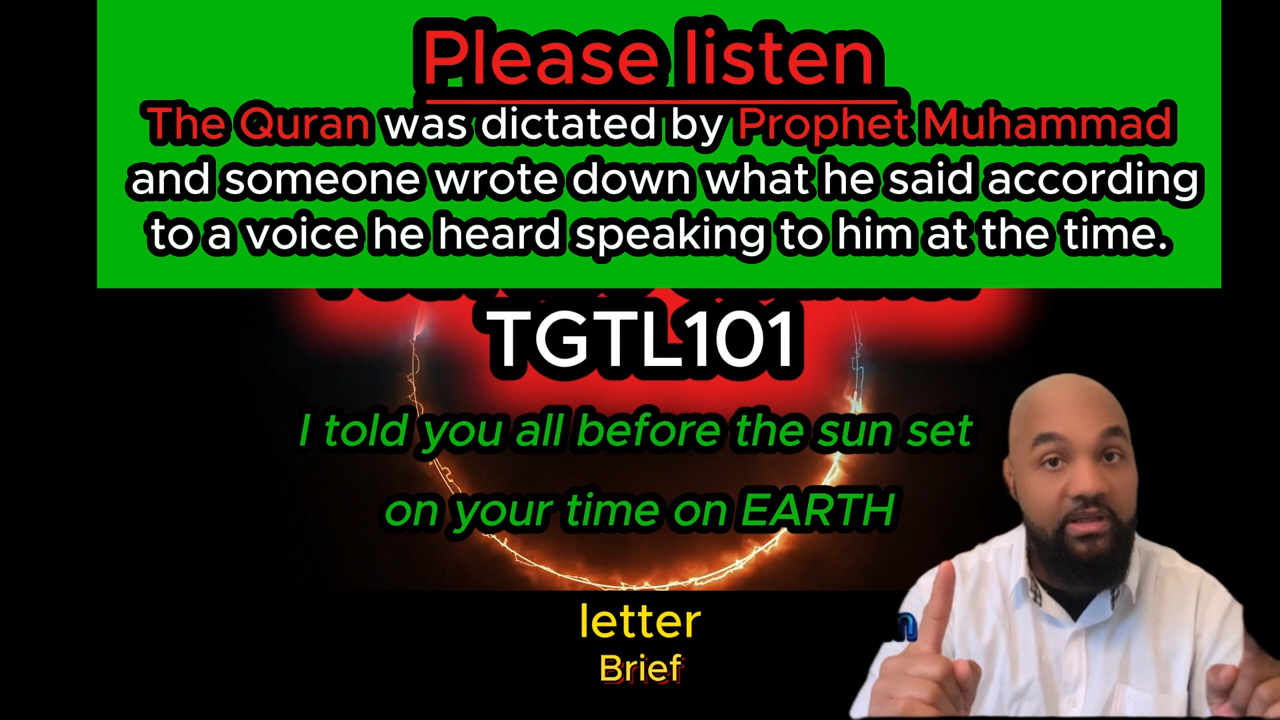 Please listen
The Quran was dictated by Prophet Muhammad
and someone wrote down what he said according
to a voice he heard speaking to him at the time.
TGTL101
I told you all before the sun set
on your time on EARTH
letter
Brief
n